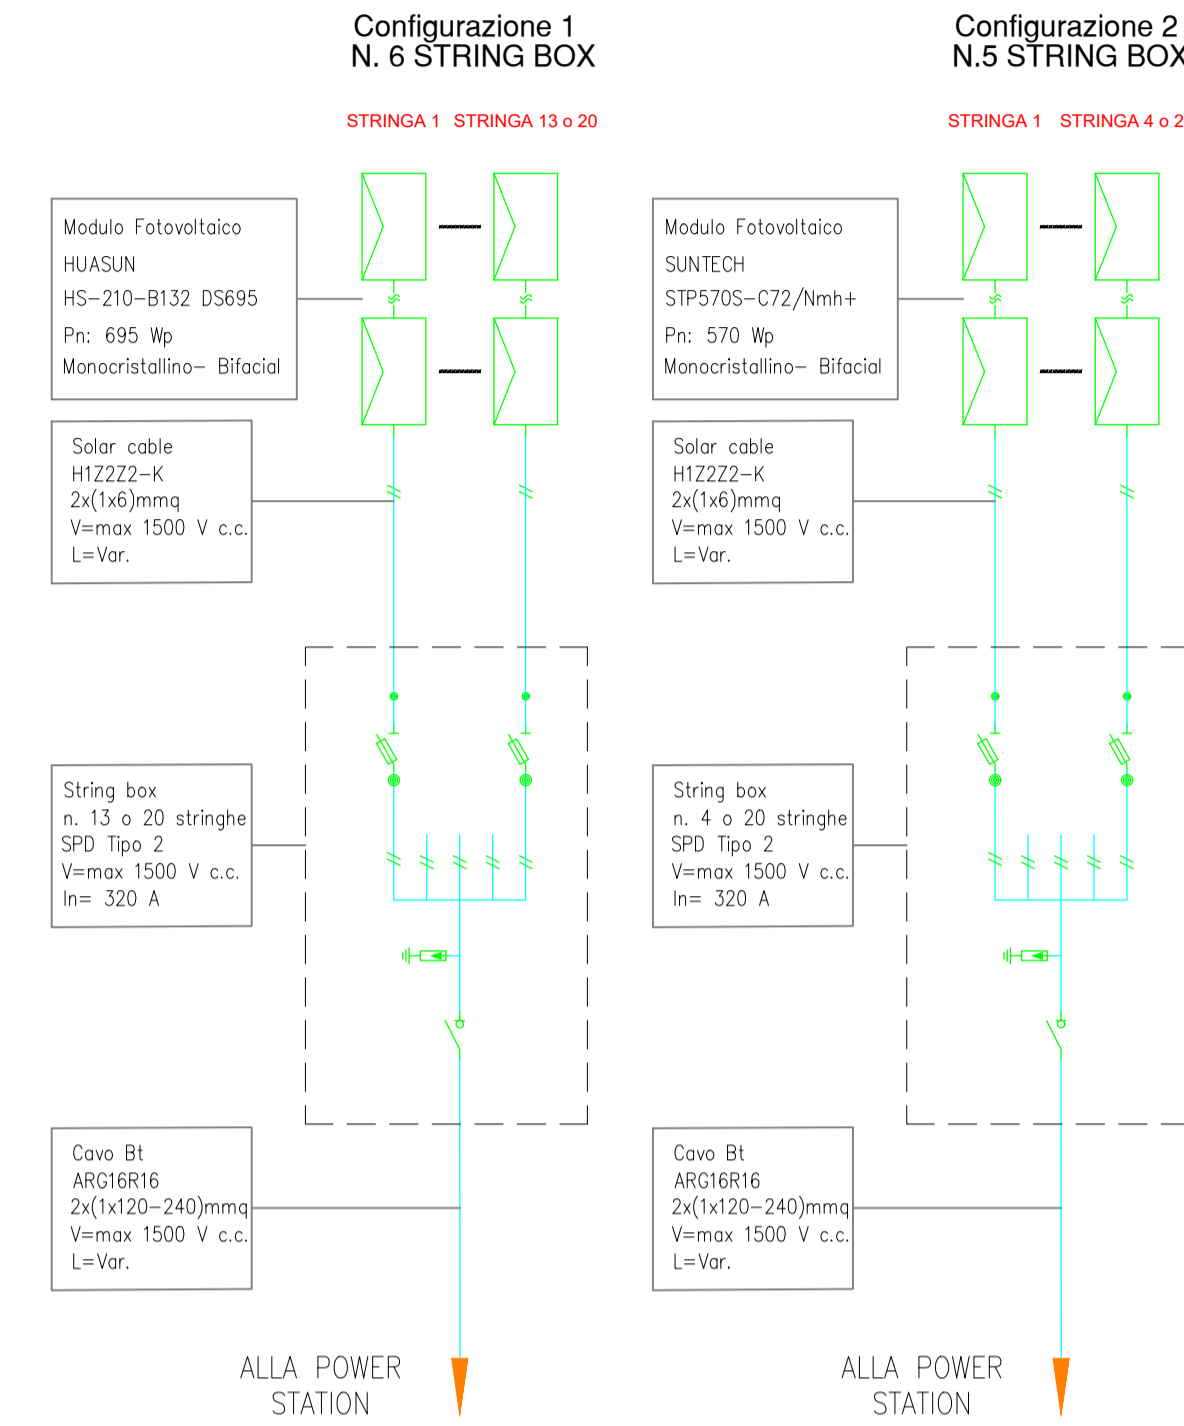 Configurazione 1
N. 6 STRING BOX
STRINGA 1 STRINGA 13 o 20
Modulo Fotovoltaico
HUASUN
HS-210-B132 DS695
Pn: 695 Wp
Monocristallino- Bifacial
Solar cable
H1Z2Z2-K
2x(1x6)mmq
V=max 1500 V c.c.
L=Var.
String box
n. 13 o 20 stringhe
SPD Tipo 2
V=max 1500 V c.c.
In= 320 A
Cavo Bt
ARG16R16
2x(1x120-240)mmq
V=max 1500 V c.c.
L=Var.
ALLA POWER
STATION
Configurazione 2
N.5 STRING BOX
STRINGA 1 STRINGA 4 o 2
Modulo Fotovoltaico
SUNTECH
STP570S-C72/Nmh+
Pn: 570 Wp
Monocristallino- Bifacial
Solar cable
H1Z2Z2-K
2x(1x6)mmq
V=max 1500 V c.c.
L=Var.
String box
n. 4 o 20 stringhe
SPD Tipo 2
V=max 1500 V c.c.
In= 320 A
Cavo Bt
ARG16R16
2x(1x120-240)mmq
V=max 1500 V c.c.
L=Var.
ALLA POWER
STATION